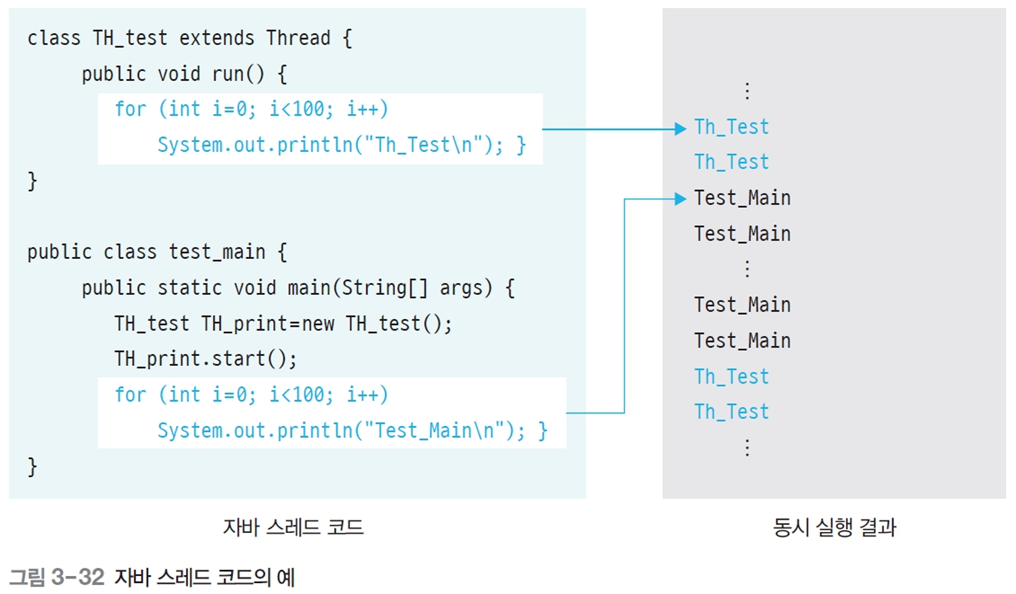 class TH_test extends Thread {
public void run() {
for (int i=0; i<100; i++)
System.out.println("Th_Test\n"); }
}
public class test_main {
public static void main(String[] args) {
TH_test TH_print=new TH_test();
TH_print.start();
for (int i=0; i<100; i++)
System.out.println("Test_Main\n"); }
}
⋮
Th_Test
Th_Test
Test_Main
Test_Main
⋮
Test_Main
Test_Main
Th_Test
Th_Test
⋮
자바 스레드 코드
동시 실행 결과
그림 3-32 자바 스레드 코드의 예